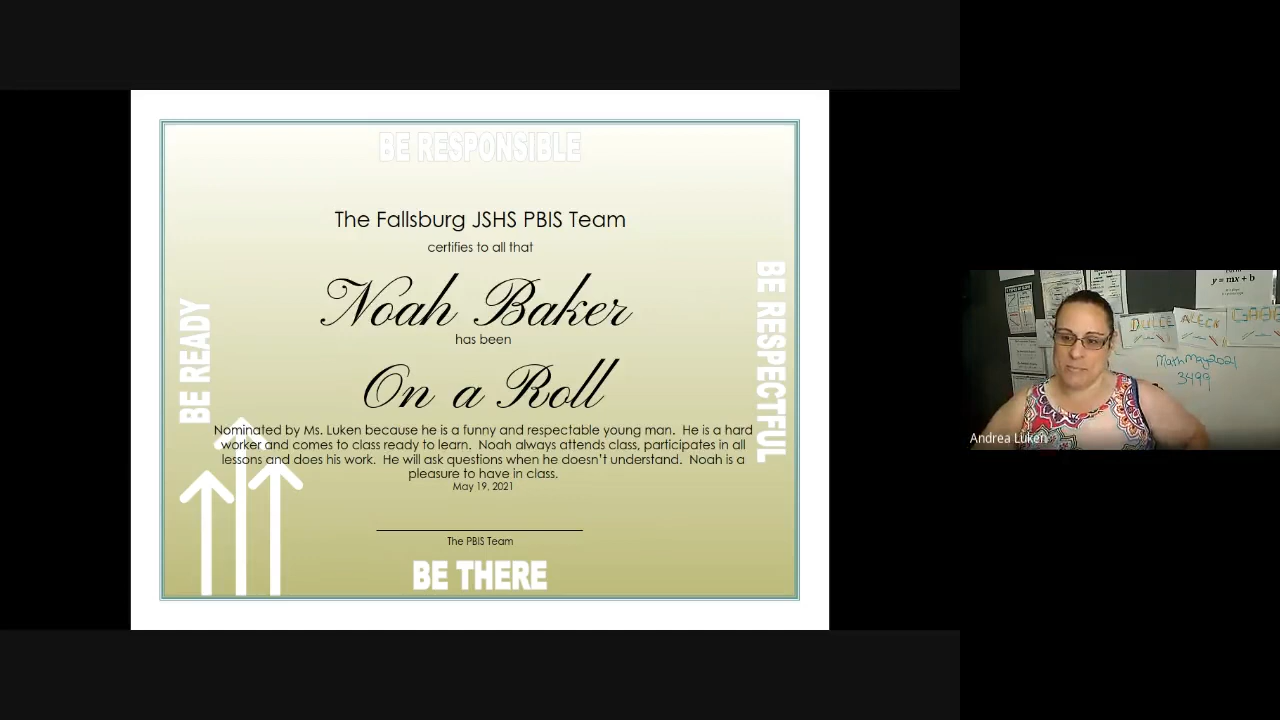 BE RESPONSIBLE
The Fallsburg JSHS PBIS Team
certifies to all that
Noah Baker
has been
On a Roll
Nominated by Ms. Luken because he is a funny and respectable young man. He is a hard
worker and comes to class ready to learn. Noah always attends class, participates in all
lessons and does his work. He will ask questions when he doesn't understand. Noah is a
pleasure to have in class.
May 19, 2021
The PBIS Team
BE THERE
BE READY
BE RESPECTFUL
y = mx + b
DULCE
MathMay2021
3499
Andrea Luken